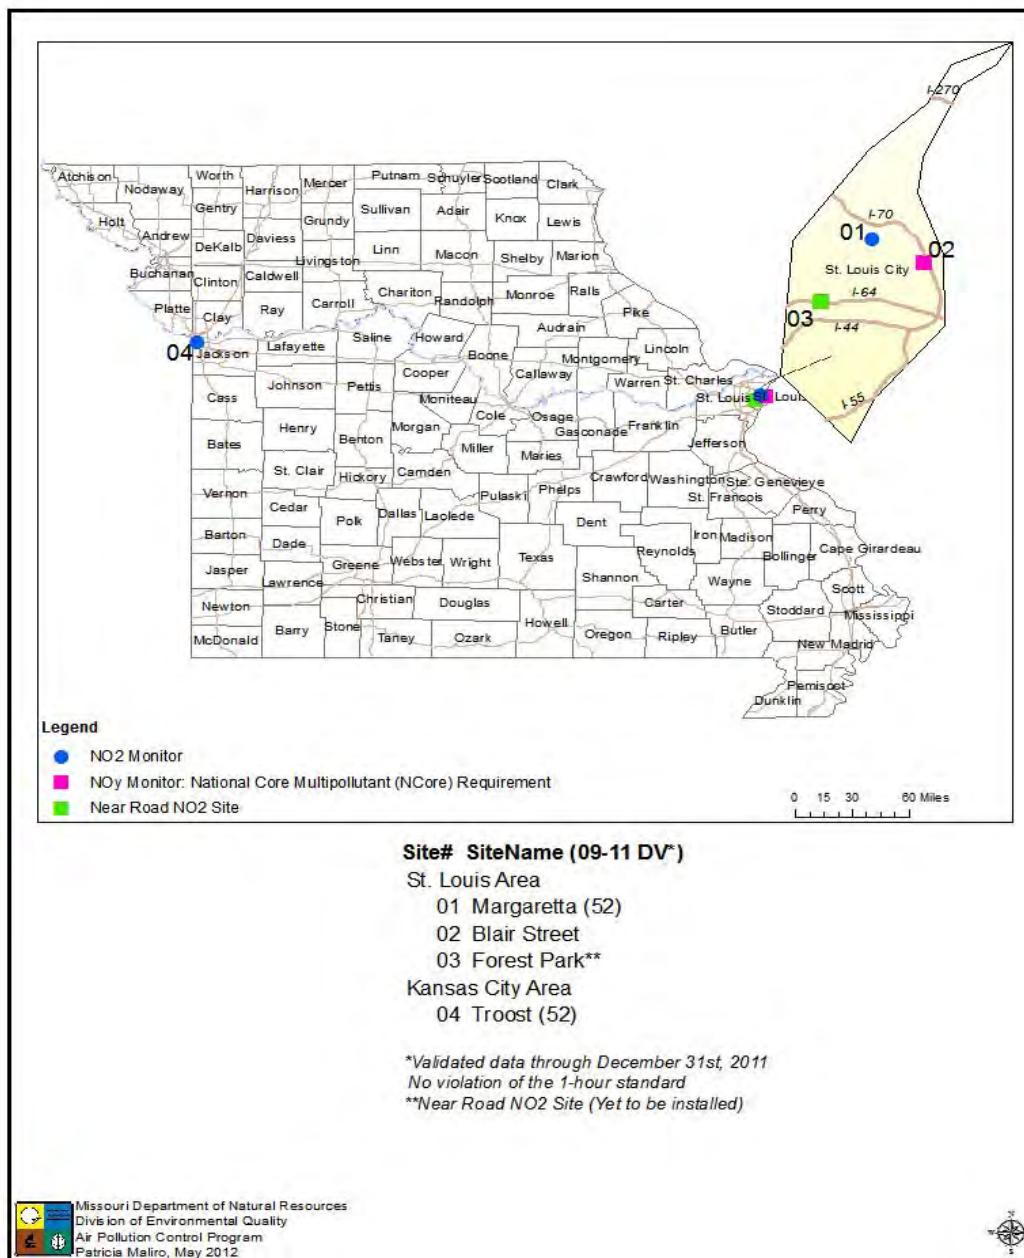 I-270
Atchison
Nodaway
Worth
Harrison
Mercer
Putnam
Schuyler
Scotland
Clark
Holt
Gentry
Grundy
Sullivan
Adair
Knox
Lewis
I-70
01
02
Andrew
DeKalb
Daviess
Livingston
Linn
Macon
Shelby
Marion
St. Louis City
Buchanan
Clinton
Caldwell
Chariton
Randolph
Monroe
Ralls
I-64
Platte
Clay
Ray
Carroll
Pike
03
I-44
04
Jackson
Lafayette
Saline
Howard
Boone
Audrain
Montgomery
Lincoln
Cass
Johnson
Pettis
Cooper
Moniteau
Callaway
Warren
St. Charles
St. Louis
St. Louis
I-55
Henry
Benton
Morgan
Cole
Osage
Gasconade
Franklin
Jefferson
Bates
Miller
Maries
St. Clair
Hickory
Camden
Pulaski
Phelps
Crawford
Washington
Ste. Genevieve
St. Francois
Perry
Vernon
Cedar
Polk
Dallas
Laclede
Dent
Iron
Madison
Bollinger
Cape Girardeau
Barton
Dade
Greene
Webster
Wright
Texas
Reynolds
Jasper
Lawrence
Shannon
Wayne
Scott
Newton
Christian
Douglas
Carter
Stoddard
Mississippi
McDonald
Barry
Stone
Taney
Ozark
Howell
Oregon
Ripley
Butler
New Madrid
Pemiscot
Dunklin
Legend
NO2 Monitor
NOy Monitor: National Core Multipollutant (NCore) Requirement
Near Road NO2 Site
0 15 30 60 Miles
Site# SiteName (09-11 DV*)
St. Louis Area
01 Margaretta (52)
02 Blair Street
03 Forest Park**
Kansas City Area
04 Troost (52)
*Validated data through December 31st, 2011
No violation of the 1-hour standard
**Near Road NO2 Site (Yet to be installed)
Missouri Department of Natural Resources
Division of Environmental Quality
Air Pollution Control Program
Patricia Maliro, May 2012